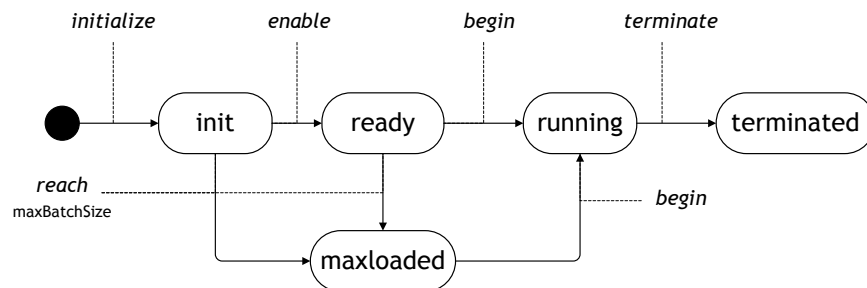 initialize
enable
begin
terminate
init
ready
running
terminated
reach
maxBatchSize
begin
maxloaded